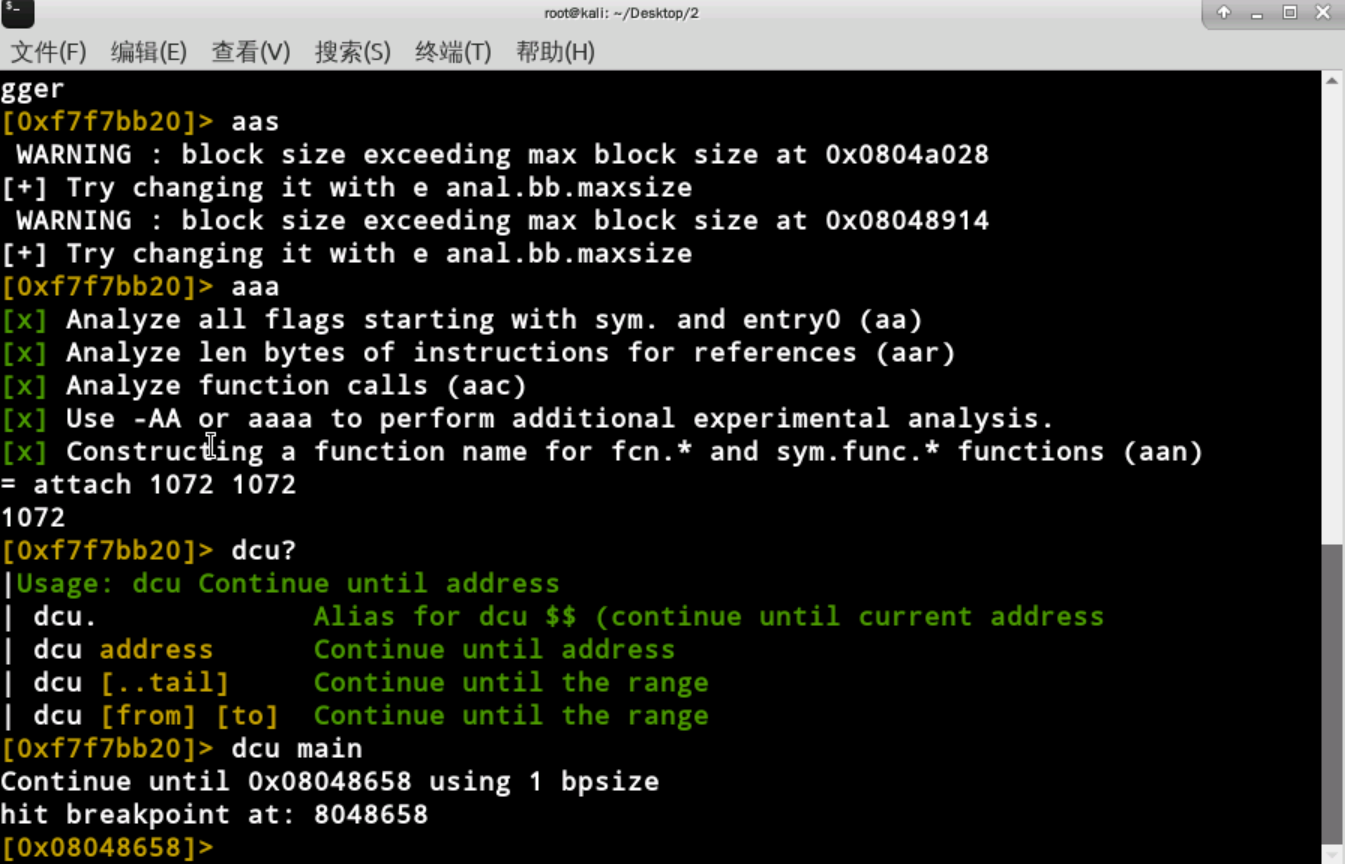 root@kali: ~/Desktop/2
文件(F) 编辑(E) 查看(V) 搜索(S) 终端(T) 帮助(H)
gger
[0xf7f7bb20]> aas
 WARNING : block size exceeding max block size at 0x0804a028
[+] Try changing it with e anal.bb.maxsize
 WARNING : block size exceeding max block size at 0x08048914
[+] Try changing it with e anal.bb.maxsize
[0xf7f7bb20]> aaa
[x] Analyze all flags starting with sym. and entry0 (aa)
[x] Analyze len bytes of instructions for references (aar)
[x] Analyze function calls (aac)
[x] Use -AA or aaaa to perform additional experimental analysis.
[x] Constructing a function name for fcn.* and sym.func.* functions (aan)
= attach 1072 1072
1072
[0xf7f7bb20]> dcu?
|Usage: dcu Continue until address
| dcu.             Alias for dcu $$ (continue until current address
| dcu address      Continue until address
| dcu [..tail]     Continue until the range
| dcu [from] [to]  Continue until the range
[0xf7f7bb20]> dcu main
Continue until 0x08048658 using 1 bpsize
hit breakpoint at: 8048658
[0x08048658]>